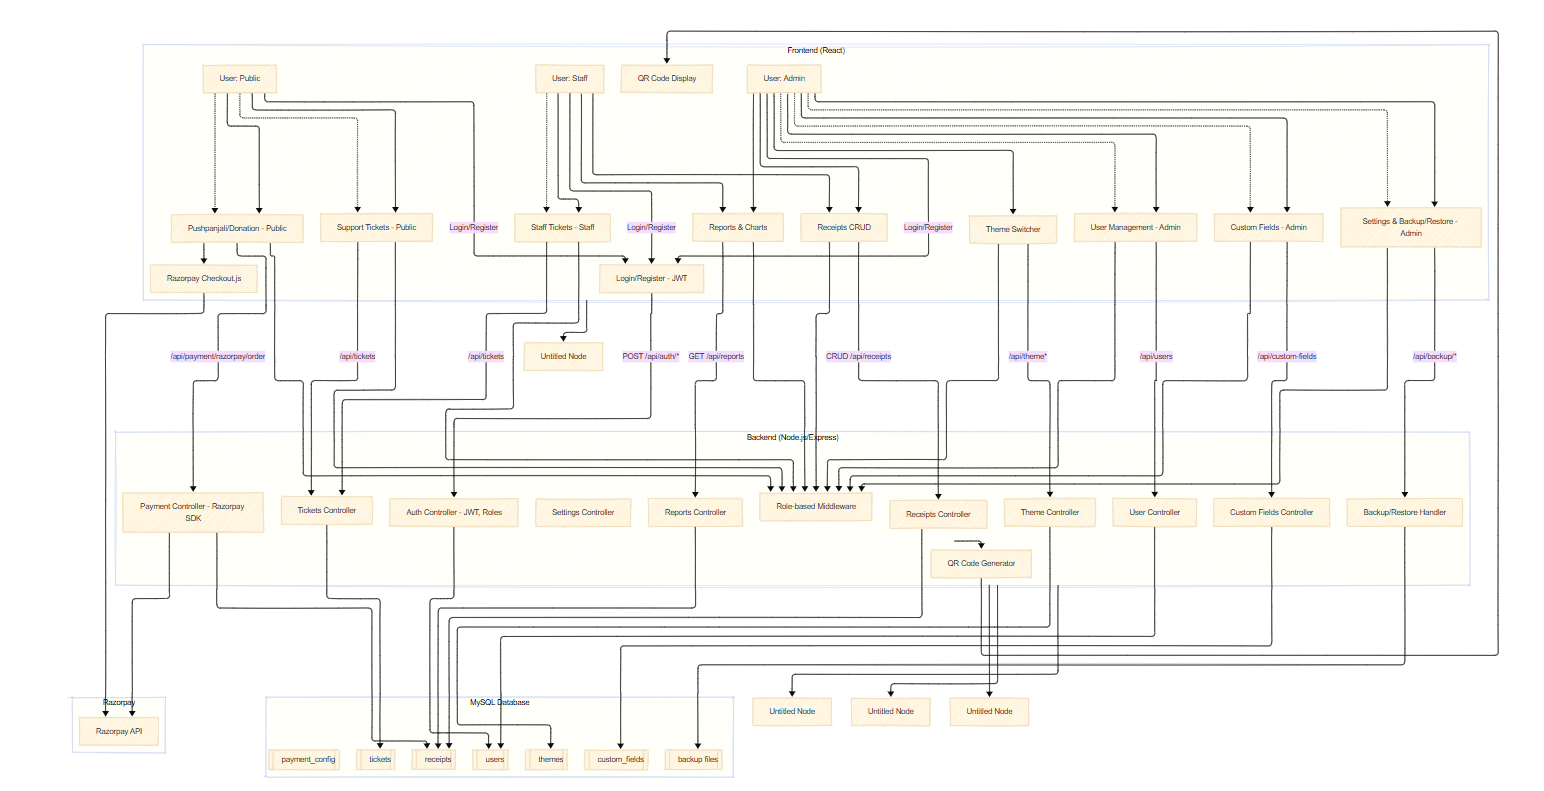 Frontend (React)
User: Public
User: Staff
QR Code Display
User: Admin
Pushpanjali/Donation - Public
Support Tickets - Public
Login/Register
Staff Tickets - Staff
Login/Register
Reports & Charts
Receipts CRUD
Login/Register
Theme Switcher
User Management - Admin
Custom Fields - Admin
Settings & Backup/Restore -
Admin
Razorpay Checkout.js
Login/Register - JWT
/api/payment/razorpay/order
/api/tickets
/api/tickets
Untitled Node
POST /api/auth/*
GET /api/reports
CRUD /api/receipts
/api/theme*
/api/users
/api/custom-fields
/api/backup/*
Backend (Node.js/Express)
Payment Controller - Razorpay
SDK
Tickets Controller
Auth Controller - JWT, Roles
Settings Controller
Reports Controller
Role-based Middleware
Receipts Controller
Theme Controller
User Controller
Custom Fields Controller
Backup/Restore Handler
QR Code Generator
Razorpay
Razorpay API
MySQL Database
payment_config
tickets
receipts
users
themes
custom_fields
backup files
Untitled Node
Untitled Node
Untitled Node